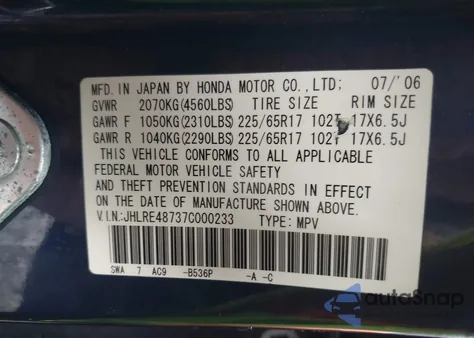 MFD. IN JAPAN BY HONDA MOTOR CO.,LTD; 07/'06
GVWR 2070KG(4560LBS) TIRE SIZE RIM SIZE
GAWR F 1050KG(2310LBS) 225/65R17 102T 17X6.5J
GAWR R 1040KG(2290LBS) 225/65R17 102T 17X6.5J
THIS VEHICLE CONFORMS TO ALL APPLICABLE
FEDERAL MOTOR VEHICLE SAFETY
AND THEFT PREVENTION STANDARDS IN EFFECT
ON THE DATE OF MANUFACTURE SHOWN ABOVE.
V.I.N.:JHLRE48737C000233 TYPE: MPV
SWA 7 AC9 -B536P -A -C
autoSnap